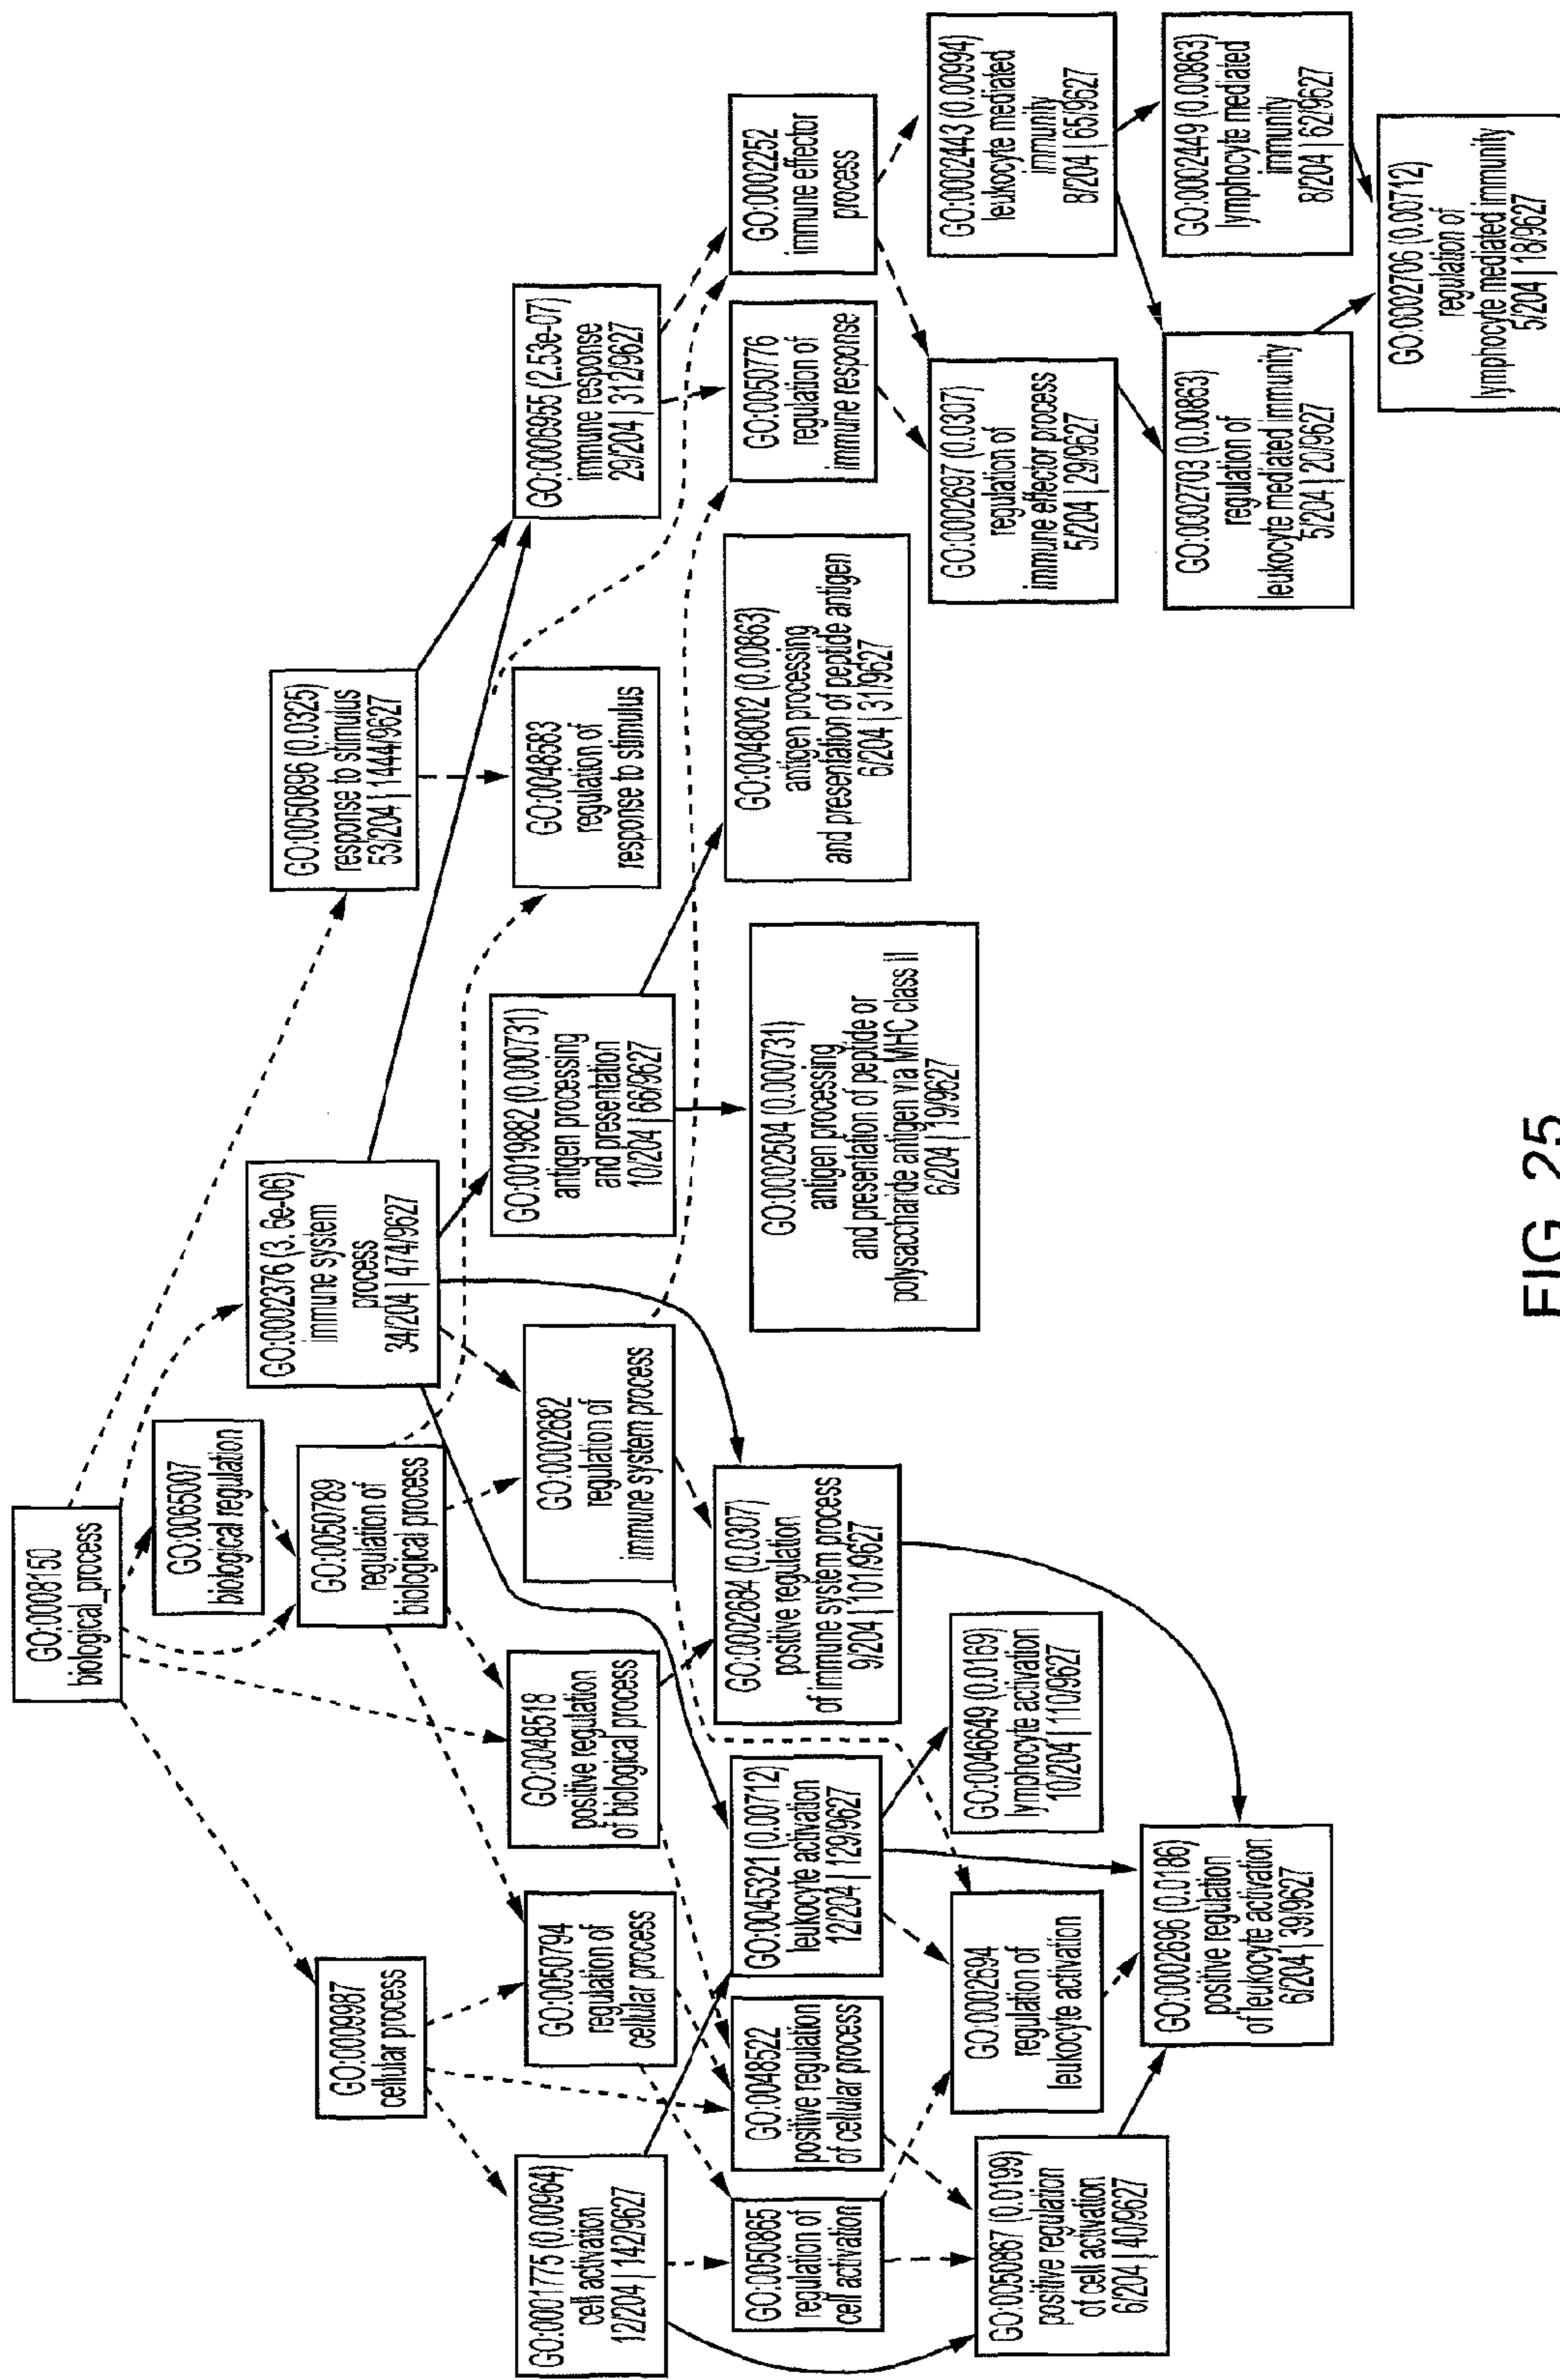 GO:0008150
biological_process
GO:0065007
biological regulation
GO:0009987
cellular process
GO:0050789
regulation of
biological process
GO:0002376 (3. 6e-06)
immune system
process
34/204 | 474/9627
GO:0050896 (0.0325)
response to stimulus
53/204 | 1444/9627
GO:0001775 (0.00964)
cell activation
12/204 | 142/9627
GO:0050794
regulation of
cellular process
GO:0048518
positive regulation
of biological process
GO:0002682
regulation of
immune system process
GO:0019882 (0.000731)
antigen processing
and presentation
10/204 | 66/9627
GO:0048583
regulation of
response to stimulus
GO:0006955 (2.53e-07)
immune response
29/204 | 312/9627
GO:0050865
regulation of
cell activation
GO:0048522
positive regulation
of cellular process
GO:0045321 (0.00712)
leukocyte activation
12/204 | 129/9627
GO:0002684 (0.0307)
positive regulation
of immune system process
9/204 | 101/9627
GO:0002504 (0.000731)
antigen processing
and presentation of peptide or
polysaccharide antigen via MHC class II
6/204 | 19/9627
GO:0048002 (0.00863)
antigen processing
and presentation of peptide antigen
6/204 | 31/9627
GO:0050776
regulation of
immune response
GO:0002252
immune effector
process
GO:0050867 (0.0199)
positive regulation
of cell activation
6/204 | 40/9627
GO:0002694
regulation of
leukocyte activation
GO:0046649 (0.0169)
lymphocyte activation
10/204 | 110/9627
GO:0002697 (0.0307)
regulation of
immune effector process
5/204 | 29/9627
GO:0002443 (0.00994)
leukocyte mediated
immunity
8/204 | 65/9627
GO:0002696 (0.0186)
positive regulation
of leukocyte activation
6/204 | 39/9627
GO:0002703 (0.00863)
regulation of
leukocyte mediated immunity
5/204 | 20/9627
GO:0002449 (0.00863)
lymphocyte mediated
immunity
8/204 | 62/9627
GO:0002706 (0.00712)
regulation of
lymphocyte mediated immunity
5/204 | 18/9627
FIG. 25